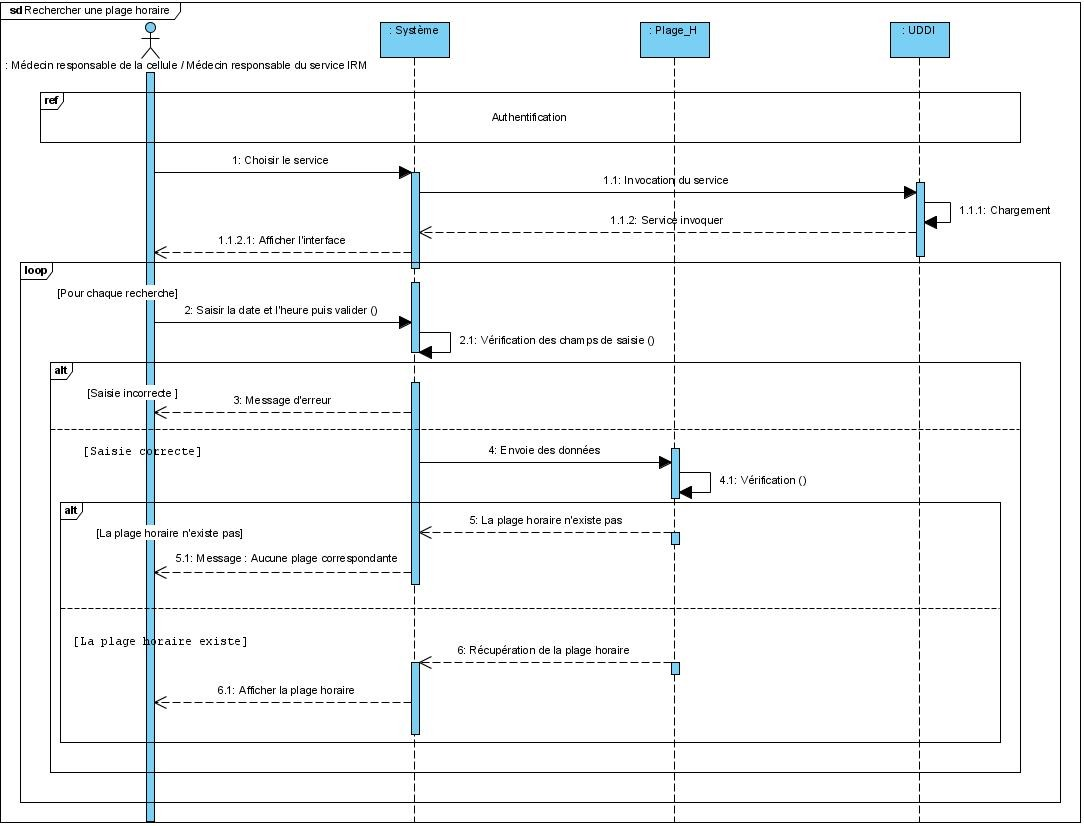 sd Rechercher une plage horaire
: Système
: Plage_H
: UDDI
: Médecin responsable de la cellule / Médecin responsable du service IRM
ref
Authentification
1: Choisir le service
1.1: Invocation du service
1.1.1: Chargement
1.1.2: Service invoquer
1.1.2.1: Afficher l'interface
loop
[Pour chaque recherche]
2: Saisir la date et l'heure puis valider ()
2.1: Vérification des champs de saisie ()
alt
[Saisie incorrecte ]
3: Message d'erreur
[Saisie correcte]
4: Envoie des données
4.1: Vérification ()
alt
5: La plage horaire n'existe pas
[La plage horaire n'existe pas]
5.1: Message : Aucune plage correspondante
[La plage horaire existe]
6: Récupération de la plage horaire
6.1: Afficher la plage horaire